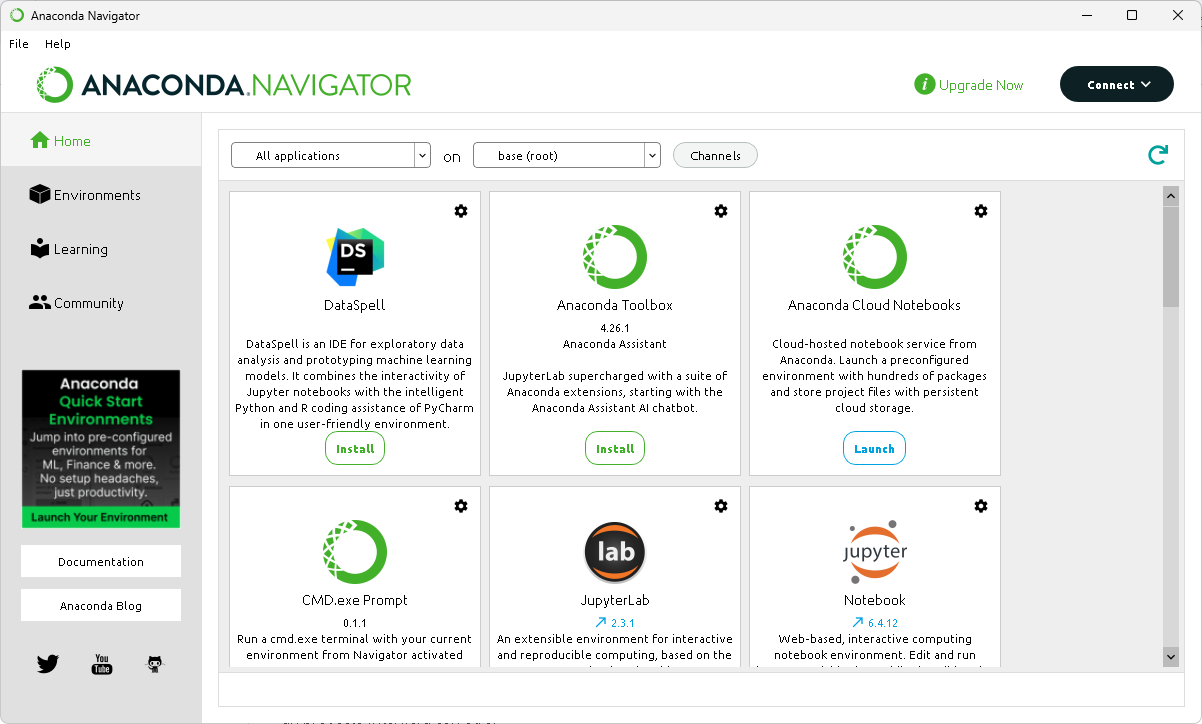 Anaconda Navigator
File Help
ANACONDA.NAVIGATOR
i Upgrade Now
Connect
Home
Environments
Learning
Community
Anaconda
Quick Start
Environments
Jump into pre-configured
environments for
ML, Finance & more.
No setup headaches,
just productivity.
Launch Your Environment
Documentation
Anaconda Blog
You
Tube
All applications on base (root) Channels
DS
DataSpell
DataSpell is an IDE for exploratory data
analysis and prototyping machine learning
models. It combines the interactivity of
Jupyter notebooks with the intelligent
Python and R coding assistance of PyCharm
in one user-friendly environment.
Install
Anaconda Toolbox
4.26.1
Anaconda Assistant
JupyterLab supercharged with a suite of
Anaconda extensions, starting with the
Anaconda Assistant AI chatbot.
Install
Anaconda Cloud Notebooks
Cloud-hosted notebook service from
Anaconda. Launch a preconfigured
environment with hundreds of packages
and store project files with persistent
cloud storage.
Launch
CMD.exe Prompt
0.1.1
Run a cmd.exe terminal with your current
environment from Navigator activated
lab
JupyterLab
2.3.1
An extensible environment for interactive
and reproducible computing, based on the
jupyter
Notebook
6.4.12
Web-based, interactive computing
notebook environment. Edit and run